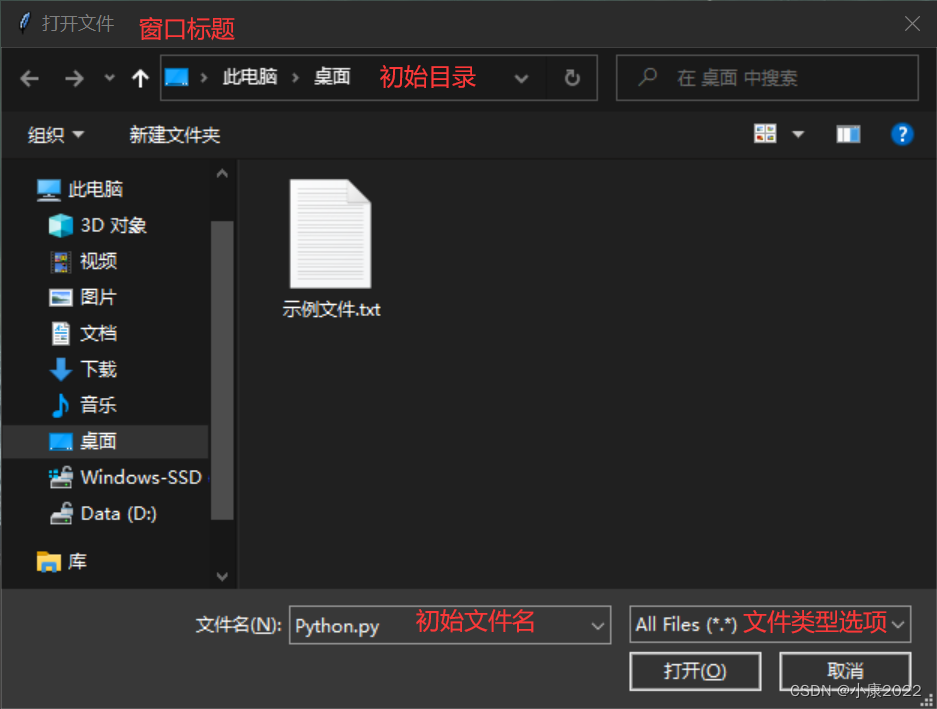 打开文件 窗口标题
此电脑 > 桌面 初始目录 在 桌面 中搜索
组织 新建文件夹
此电脑
3D 对象
视频
图片
文档
下载
音乐
桌面
Windows-SSD
Data (D:)
库
示例文件.txt
文件名(N): Python.py 初始文件名 All Files (*.*) 文件类型选项
打开(O) 取消
CSDN @小康2022